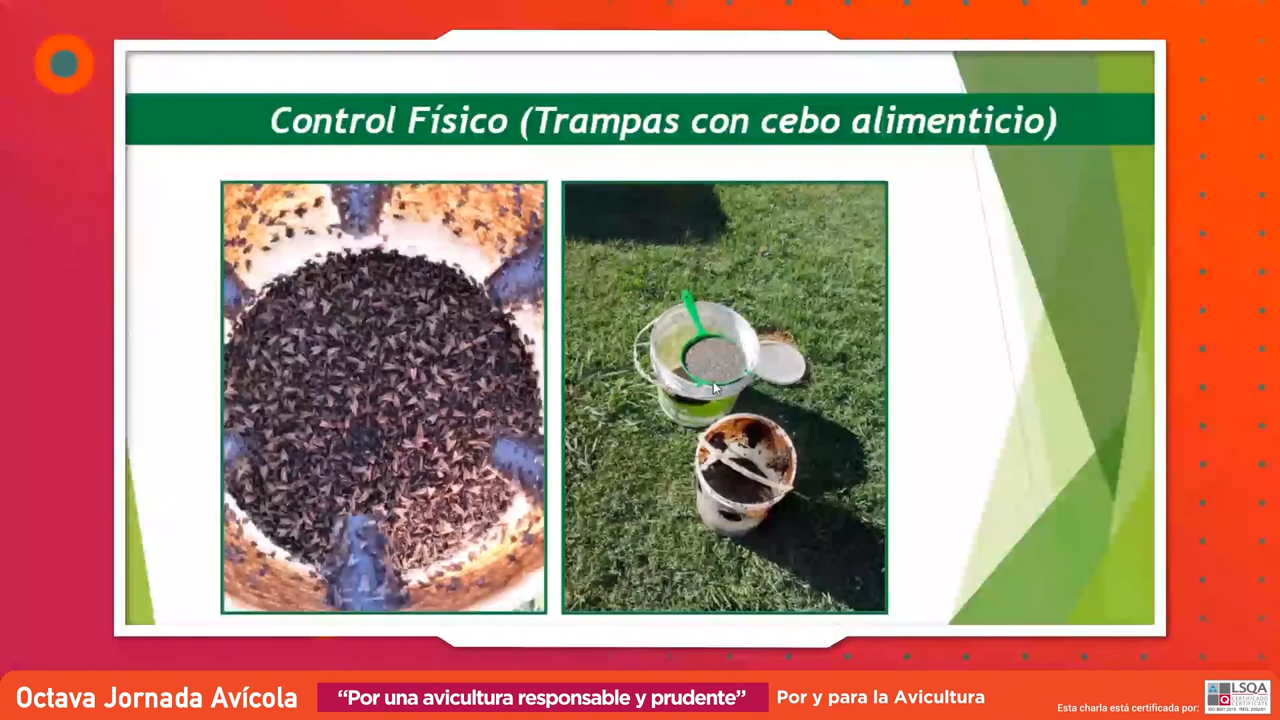 Control Físico (Trampas con cebo alimenticio)
Octava Jornada Avícola
“Por una avicultura responsable y prudente”
Por y para la Avicultura
Esta charla está certificada por:
LSQA